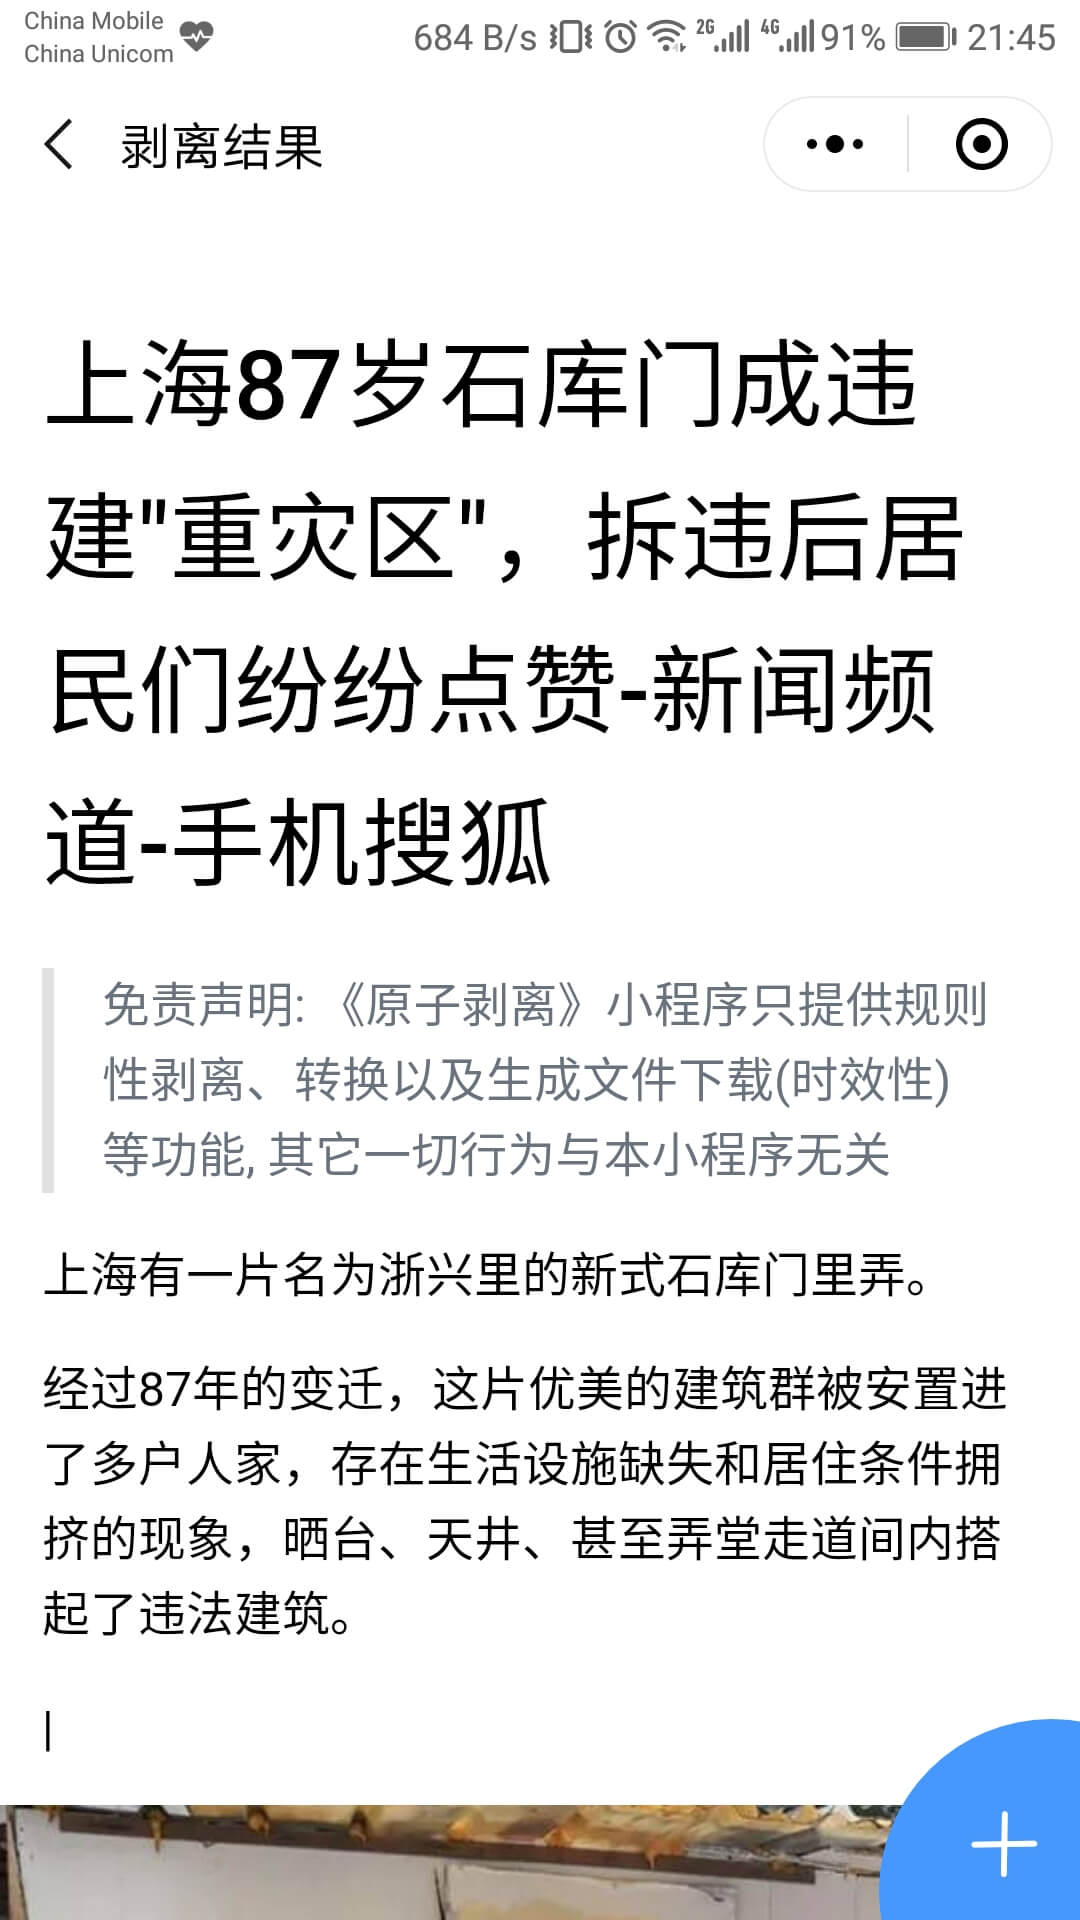 China Mobile
China Unicom
684 B/s 2G 4G 91% 21:45
剥离结果
上海87岁石库门成违
建"重灾区"，拆违后居
民们纷纷点赞-新闻频
道-手机搜狐
免责声明: 《原子剥离》小程序只提供规则
性剥离、转换以及生成文件下载(时效性)
等功能, 其它一切行为与本小程序无关
上海有一片名为浙兴里的新式石库门里弄。
经过87年的变迁，这片优美的建筑群被安置进
了多户人家，存在生活设施缺失和居住条件拥
挤的现象，晒台、天井、甚至弄堂走道间内搭
起了违法建筑。
|